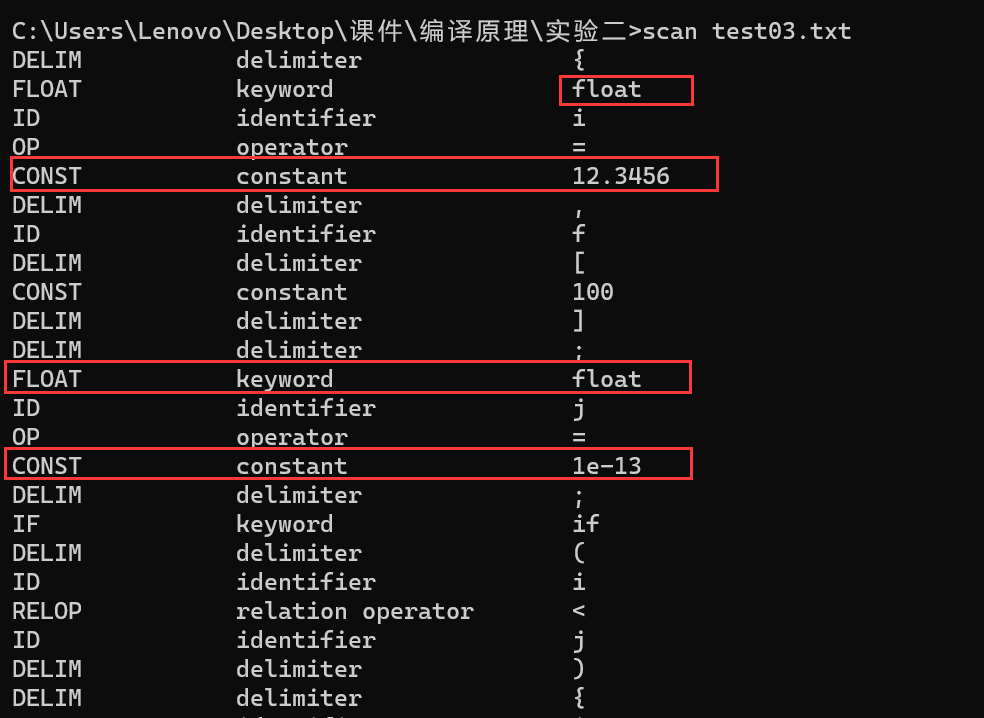 C:\Users\Lenovo\Desktop\课件\编译原理\实验二>scan test03.txt
DELIM delimiter {
FLOAT keyword float
ID identifier i
OP operator =
CONST constant 12.3456
DELIM delimiter ,
ID identifier f
DELIM delimiter [
CONST constant 100
DELIM delimiter ]
DELIM delimiter ;
FLOAT keyword float
ID identifier j
OP operator =
CONST constant 1e-13
DELIM delimiter ;
IF keyword if
DELIM delimiter (
ID identifier i
RELOP relation operator <
ID identifier j
DELIM delimiter )
DELIM delimiter {